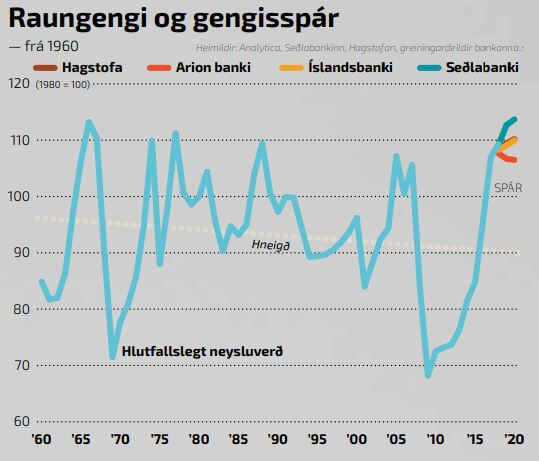 Raungengi og gengisspár
— frá 1960
Heimildir: Analytica, Seðlabankinn, Hagstofan, greiningardeildir bankanna.:
Hagstofa Arion banki Íslandsbanki Seðlabanki
120 (1980 = 100)
110
100
SPÁR
90
Hneigð
80
Hlutfallslegt neysluverð
70
60
'60 '65 '70 '75 '80 '85 '90 '95 '00 '05 '10 '15 '20